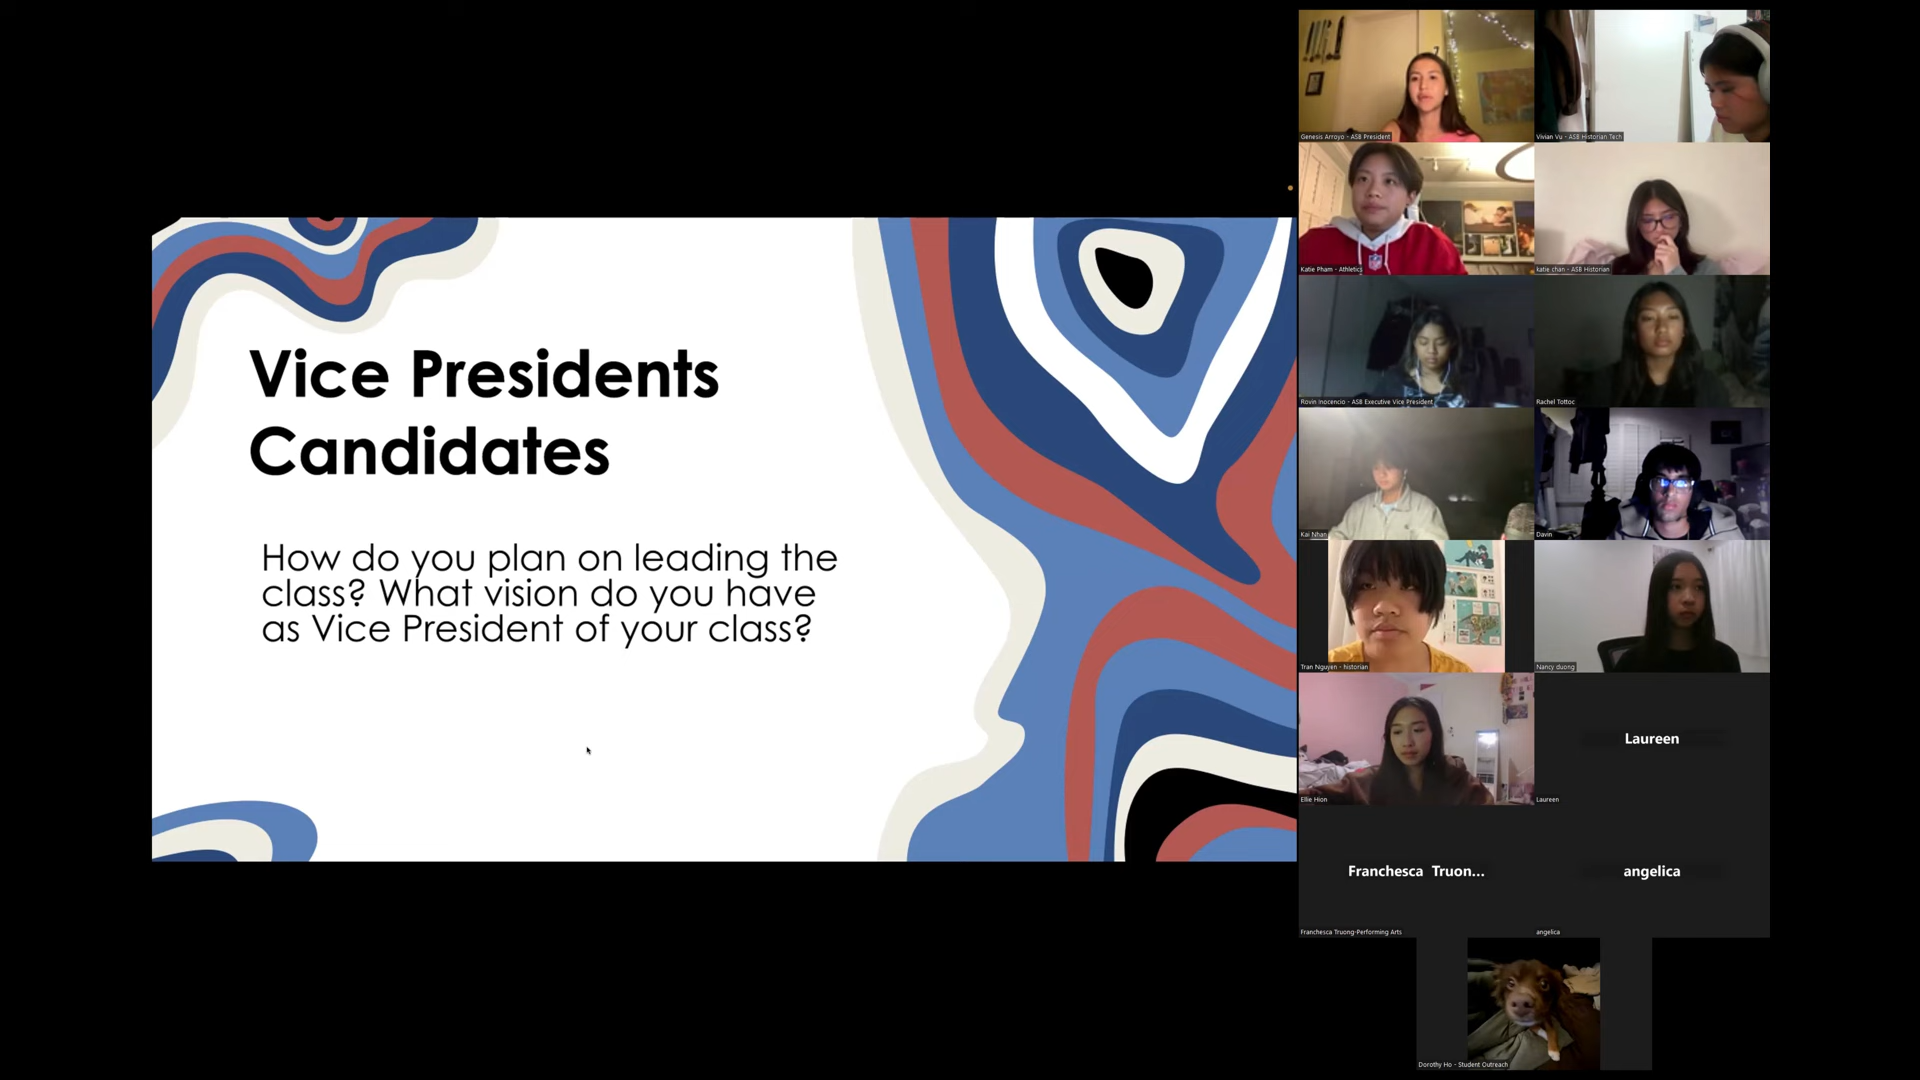 Vice Presidents
Candidates
How do you plan on leading the
class? What vision do you have
as Vice President of your class?
Genesis Arroyo - ASB President
Vivian Vu - ASB Historian Tech
Katie Pham - Athletics
katie chan - ASB Historian
Rovin Inocencio - ASB Executive Vice President
Rachel Tottoc
Kai Nhan
Davin
Tran Nguyen - historian
Nancy duong
Ellie Hion
Laureen
Laureen
Franchesca Truon...
Franchesca Truong-Performing Arts
angelica
angelica
Dorothy Ho - Student Outreach